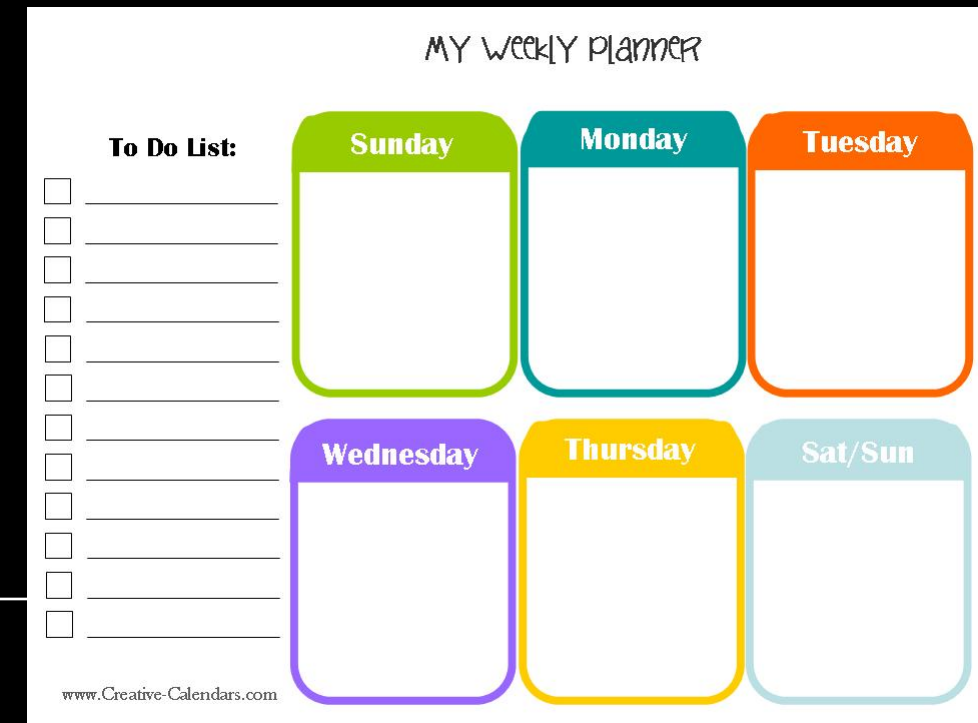 My Weekly Planner
To Do List:
Sunday
Monday
Tuesday
Wednesday
Thursday
Sat/Sun
www.Creative-Calendars.com